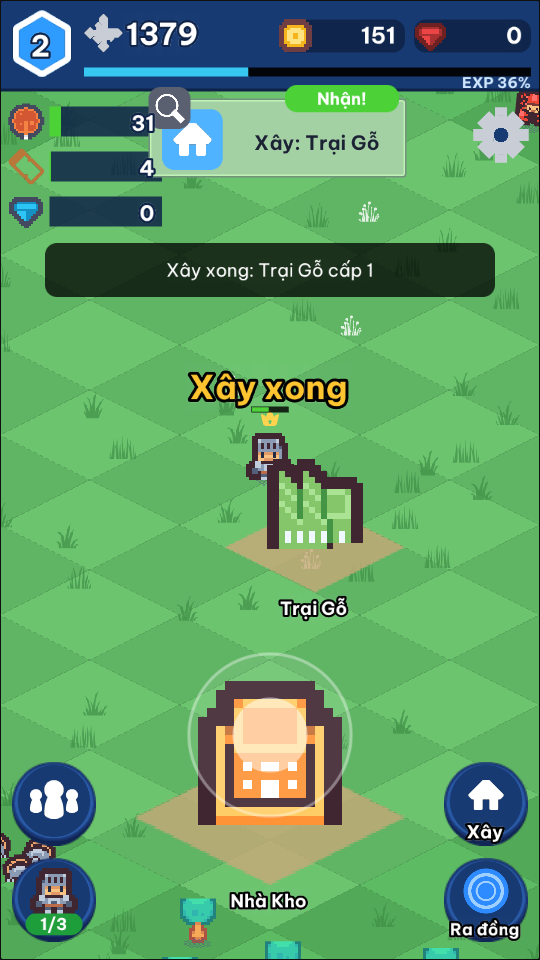 2
1379
151
0
EXP 36%
Nhận!
31
Xây: Trại Gỗ
4
0
Xây xong: Trại Gỗ cấp 1
Xây xong
Trại Gỗ
Xây
Nhà Kho
1/3
Ra đồng